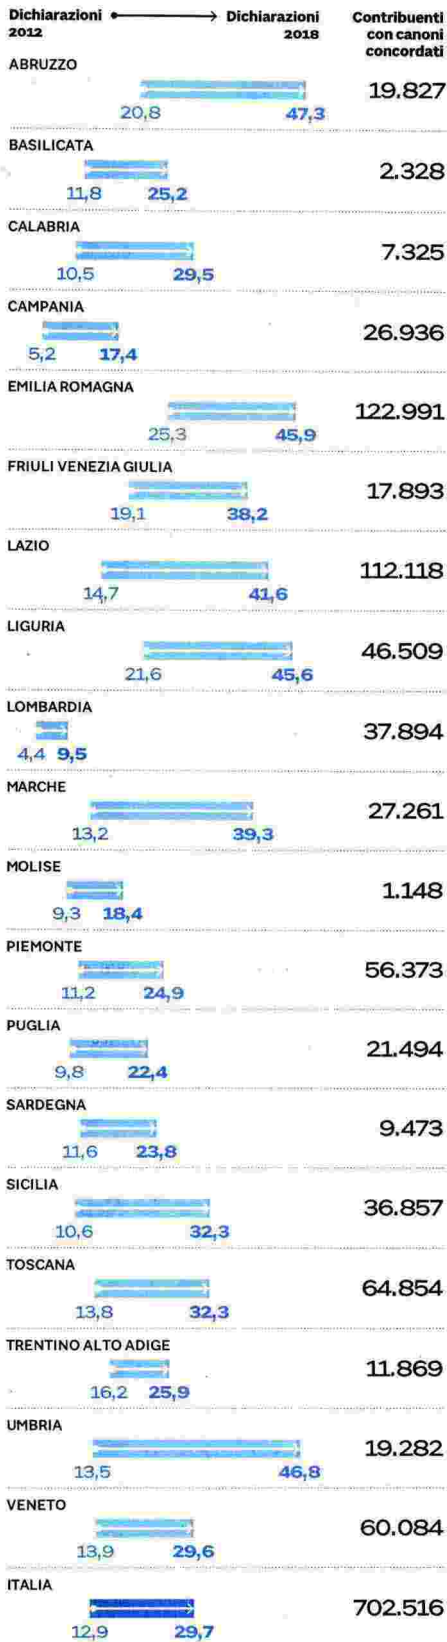 Dichiarazioni Dichiarazioni Contribuenti
2012 2018 con canoni
concordati
ABRUZZO
19.827
20,8 47,3
BASILICATA
2.328
11,8 25,2
CALABRIA
7.325
10,5 29,5
CAMPANIA
26.936
5,2 17,4
EMILIA ROMAGNA
122.991
25,3 45,9
FRIULI VENEZIA GIULIA
17.893
19,1 38,2
LAZIO
112.118
14,7 41,6
LIGURIA
46.509
21,6 45,6
LOMBARDIA
37.894
4,4 9,5
MARCHE
27.261
13,2 39,3
MOLISE
1.148
9,3 18,4
PIEMONTE
56.373
11,2 24,9
PUGLIA
21.494
9,8 22,4
SARDEGNA
9.473
11,6 23,8
SICILIA
36.857
10,6 32,3
TOSCANA
64.854
13,8 32,3
TRENTINO ALTO ADIGE
11.869
16,2 25,9
UMBRIA
19.282
13,5 46,8
VENETO
60.084
13,9 29,6
ITALIA
702.516
12,9 29,7